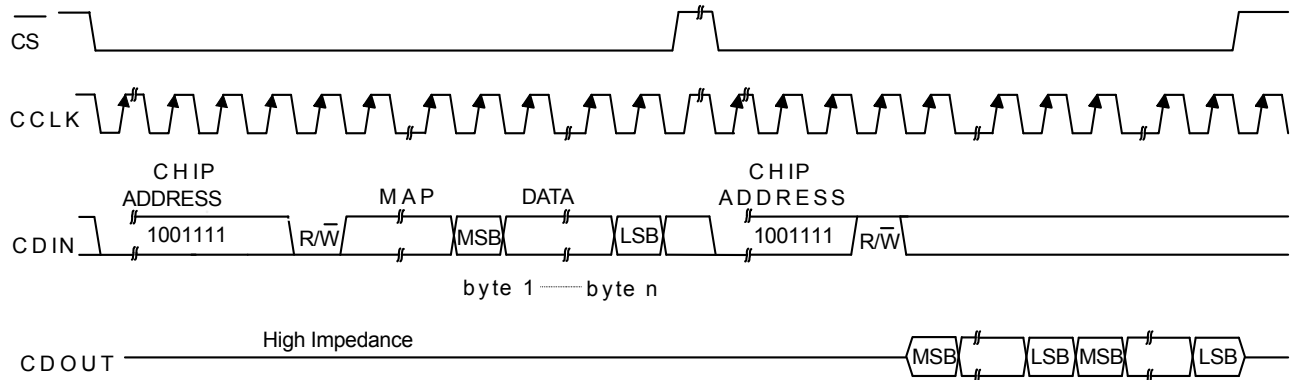 CS
CCLK
CHIP
ADDRESS
MAP
DATA
CHIP
ADDRESS
CDIN
1001111
R/W
MSB
LSB
1001111
R/W
byte 1 byte n
High Impedance
CDOUT
MSB
LSB
MSB
LSB